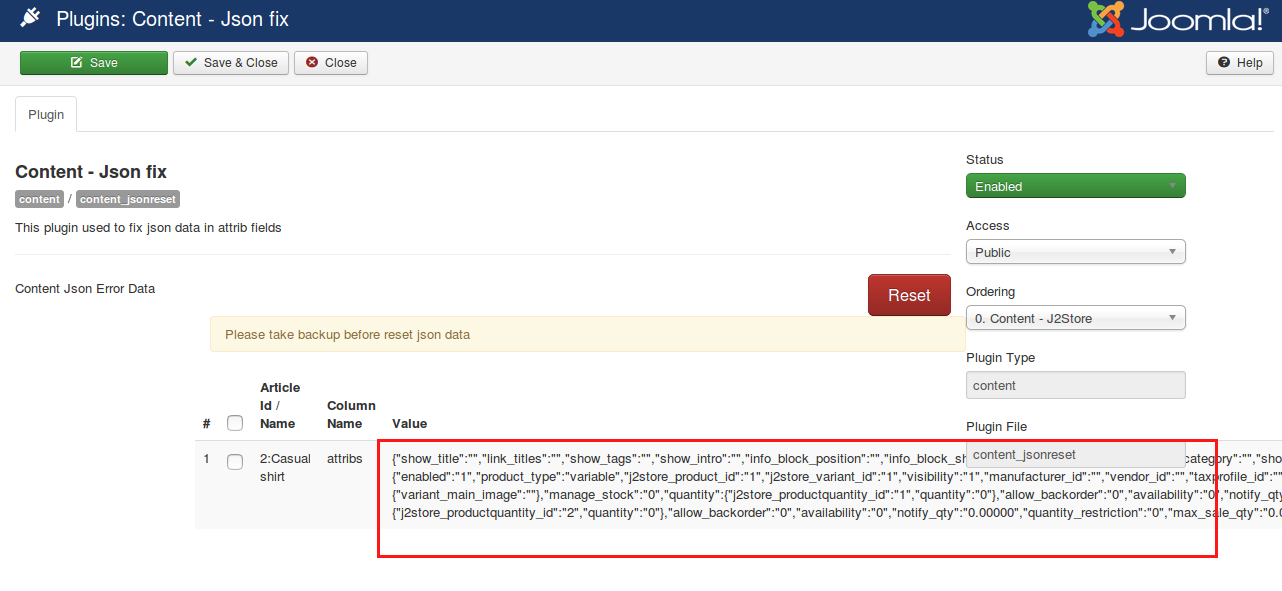 Plugins: Content - Json fix
Joomla!®
Save
Save & Close
Close
Help
Plugin
Content - Json fix
content / content_jsonreset
This plugin used to fix json data in attrib fields
Content Json Error Data
Reset
Please take backup before reset json data
#
Article Id / Name
Column Name
Value
1
2:Casual shirt
attribs
{"show_title":"","link_titles":"","show_tags":"","show_intro":"","info_block_position":"","info_block_sh category":"","sho
{"enabled":"1","product_type":"variable","j2store_product_id":"1","j2store_variant_id":"1","visibility":"1","manufacturer_id":"","vendor_id":"","taxprofile_id":""
{"variant_main_image":""},"manage_stock":"0","quantity":{"j2store_productquantity_id":"1","quantity":"0"},"allow_backorder":"0","availability":"0","notify_qty
{"j2store_productquantity_id":"2","quantity":"0"},"allow_backorder":"0","availability":"0","notify_qty":"0.00000","quantity_restriction":"0","max_sale_qty":"0.0
Status
Enabled
Access
Public
Ordering
0. Content - J2Store
Plugin Type
content
Plugin File
content_jsonreset